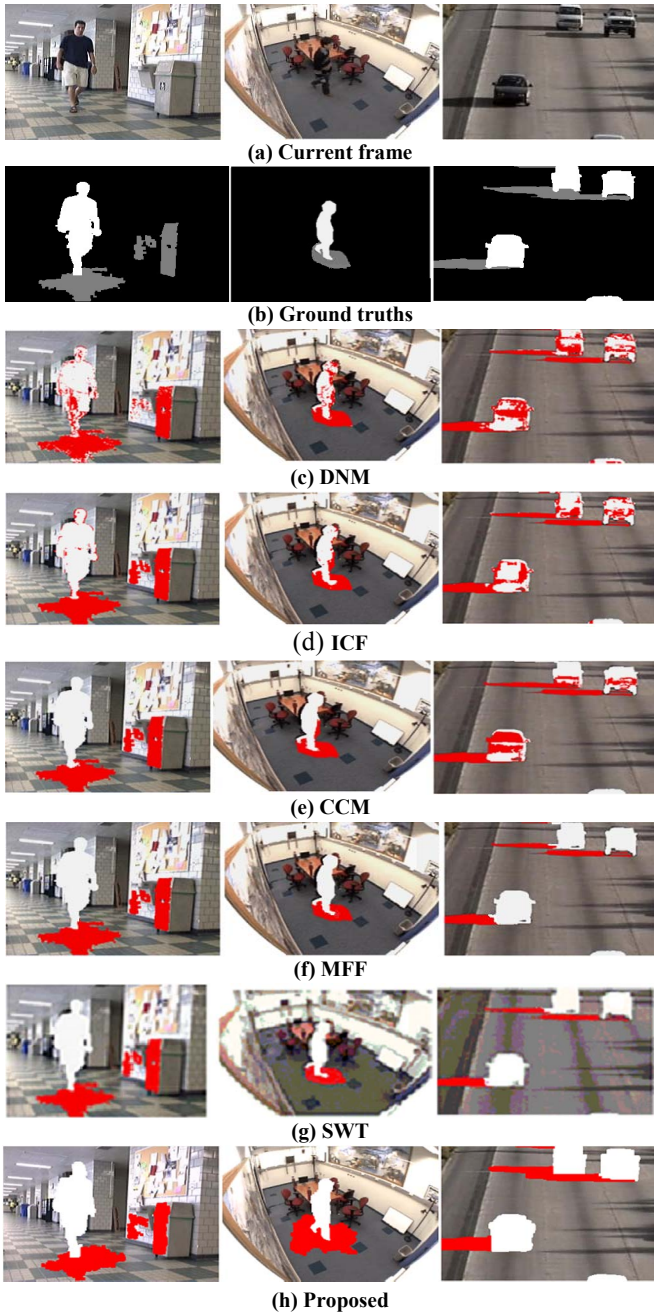 (a) Current frame
(b) Ground truths
(c) DNM
(d) ICF
(e) CCM
(f) MFF
(g) SWT
(h) Proposed